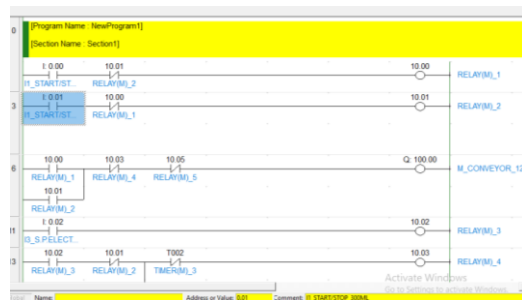 0
[Program Name : NewProgram1]
[Section Name : Section1]
I: 0.00 10.01 10.00
I1_START/ST... RELAY(M)_2 RELAY(M)_1
3
I: 0.01 10.00 10.01
I1_START/ST... RELAY(M)_1 RELAY(M)_2
6
10.00 10.03 10.05 Q: 100.00
RELAY(M)_1 RELAY(M)_4 RELAY(M)_5 M_CONVEYOR_12
10.01
RELAY(M)_2
I: 0.02 10.02
I3_S.P.ELECT... RELAY(M)_3
10.02 10.01 T002 10.03
RELAY(M)_3 RELAY(M)_2 TIMER(M)_3 RELAY(M)_4
Activate Windows
Go to Settings to activate Windows.
Name: Address or Value: 0.01 Comment: I1_START/STOP_300ML